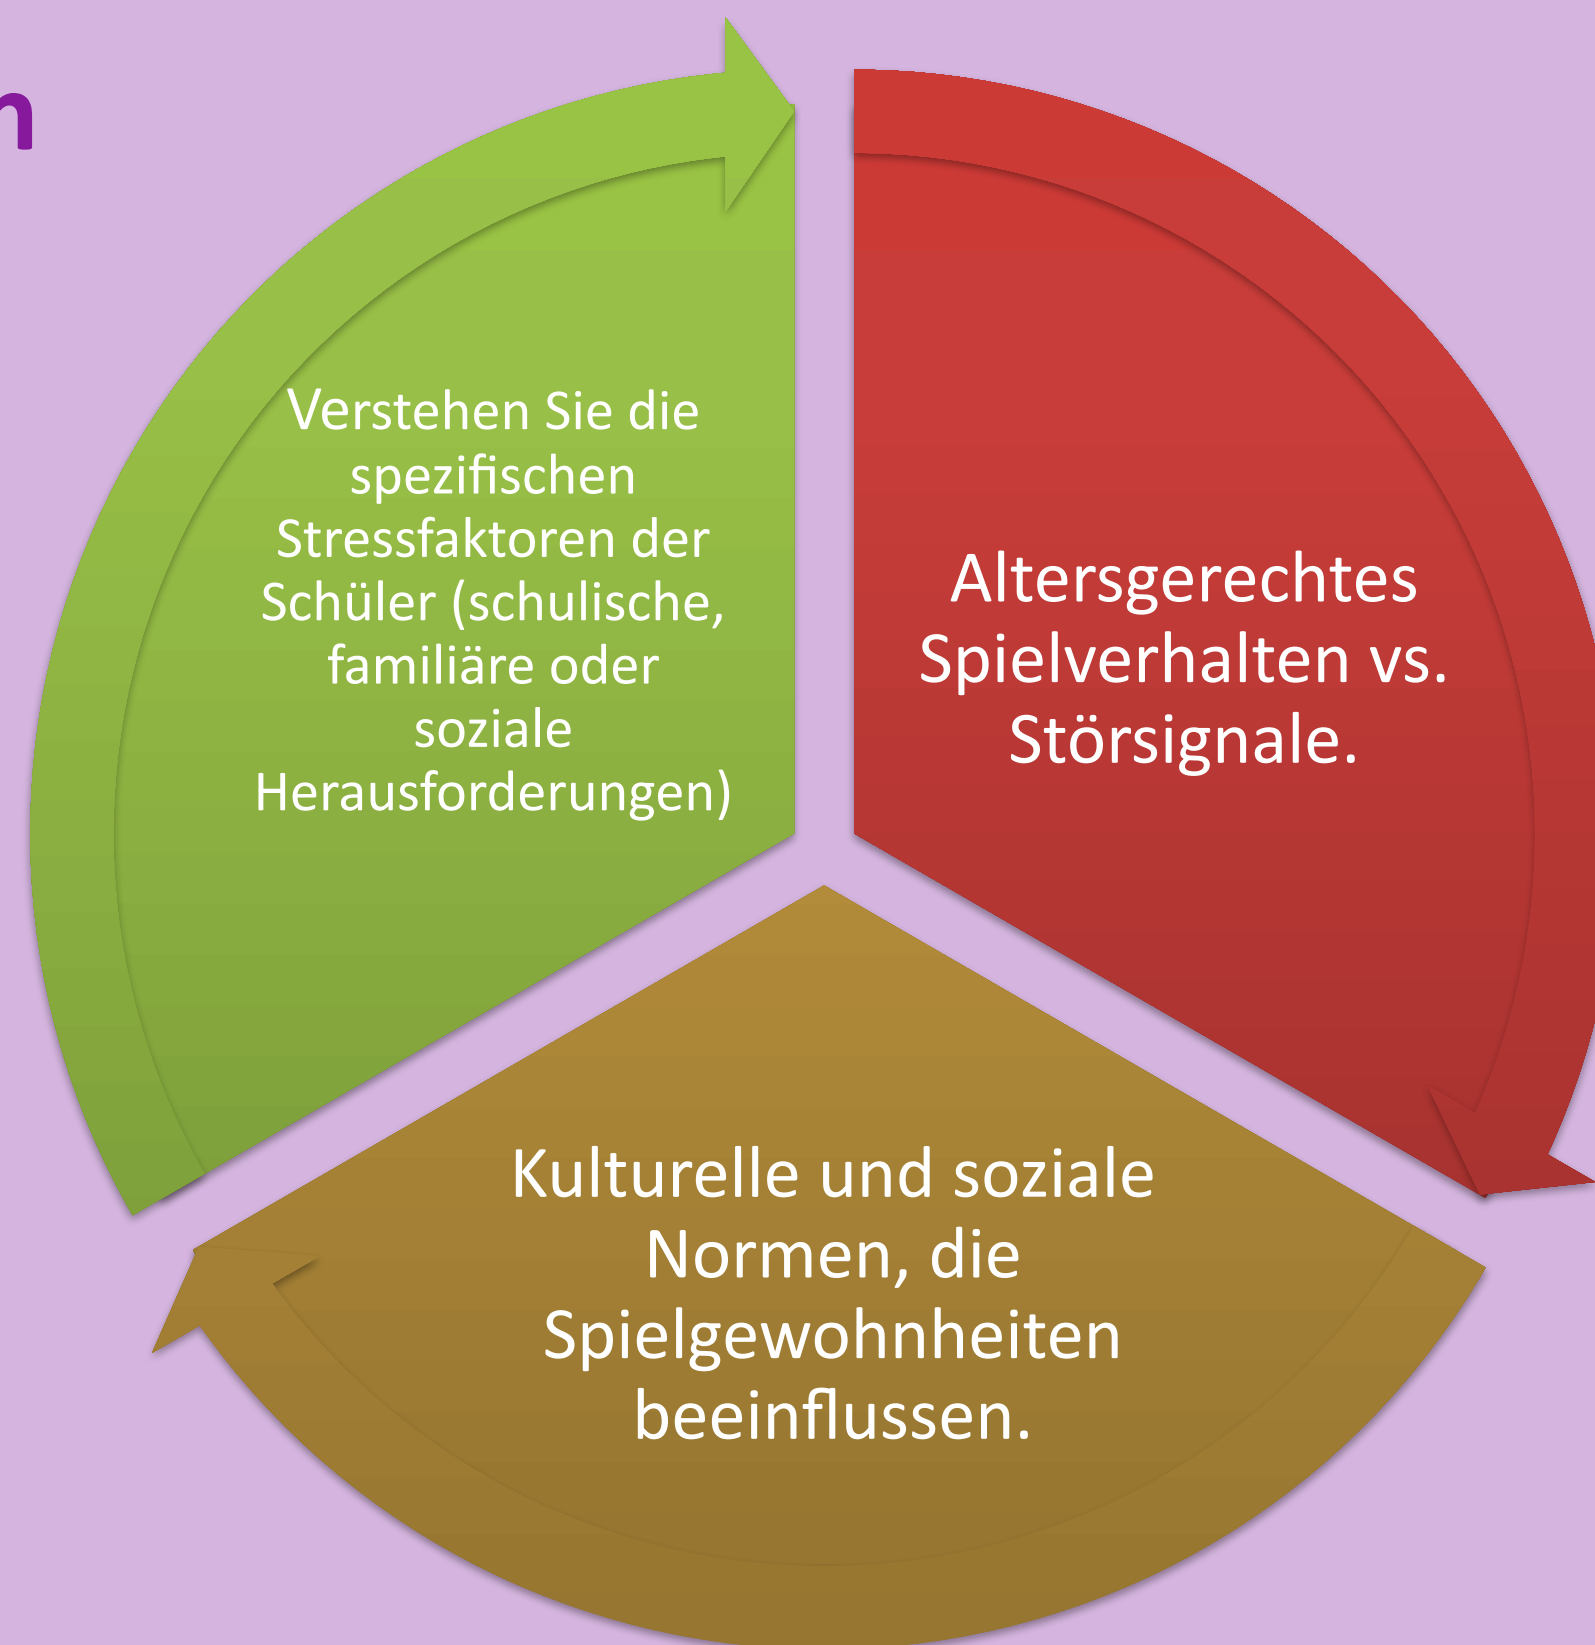 Verstehen Sie die
spezifischen
Stressfaktoren der
Schüler (schulische,
familiäre oder
soziale
Herausforderungen)
Altersgerechtes
Spielverhalten vs.
Störsignale.
Kulturelle und soziale
Normen, die
Spielgewohnheiten
beeinflussen.